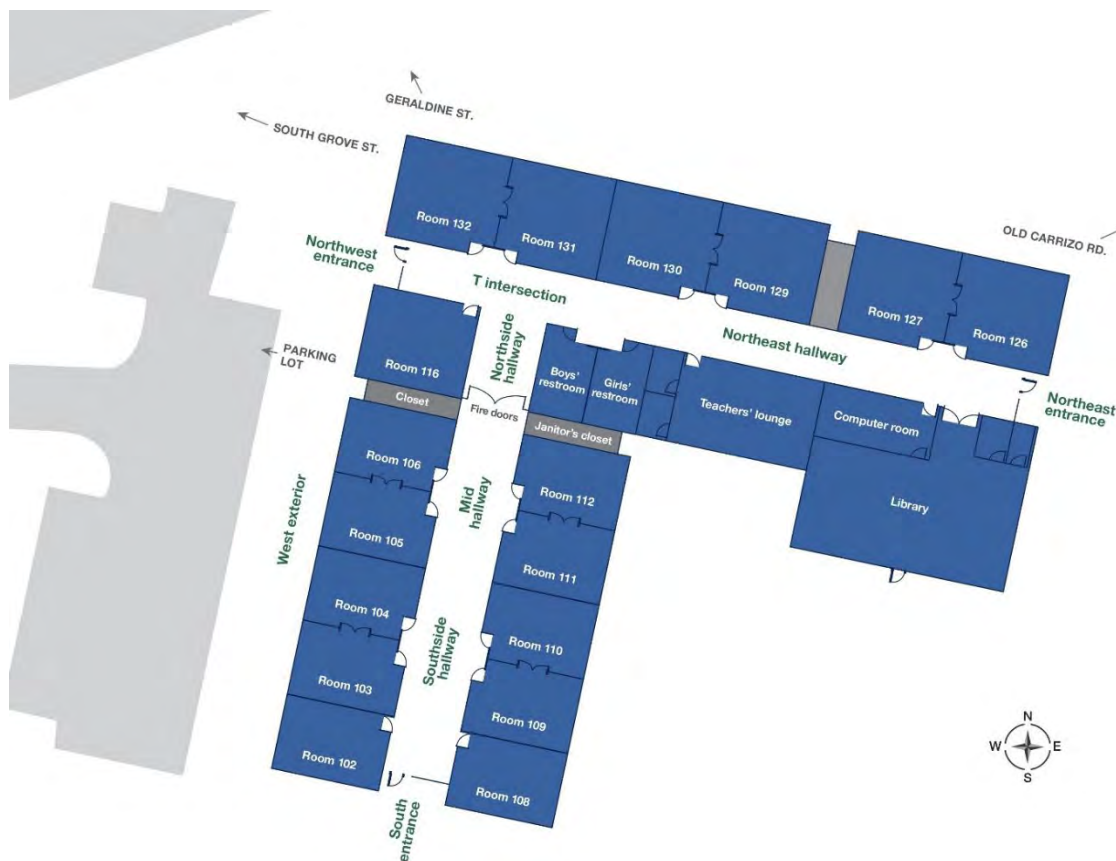 GERALDINE ST.
SOUTH GROVE ST.
OLD CARRIZO RD.
Room 132
Room 131
Room 130
Room 129
Room 127
Room 126
Northwest
entrance
T intersection
Northeast hallway
Northeast
entrance
PARKING
LOT
Room 116
Northside
hallway
Boys'
restroom
Girls'
restroom
Teachers' lounge
Computer room
Library
Closet
Fire doors
Janitor's closet
Room 106
Room 112
Mid
hallway
West exterior
Room 105
Room 111
Room 104
Room 110
Southside
hallway
Room 103
Room 109
Room 102
Room 108
South
entrance
N
W
E
S